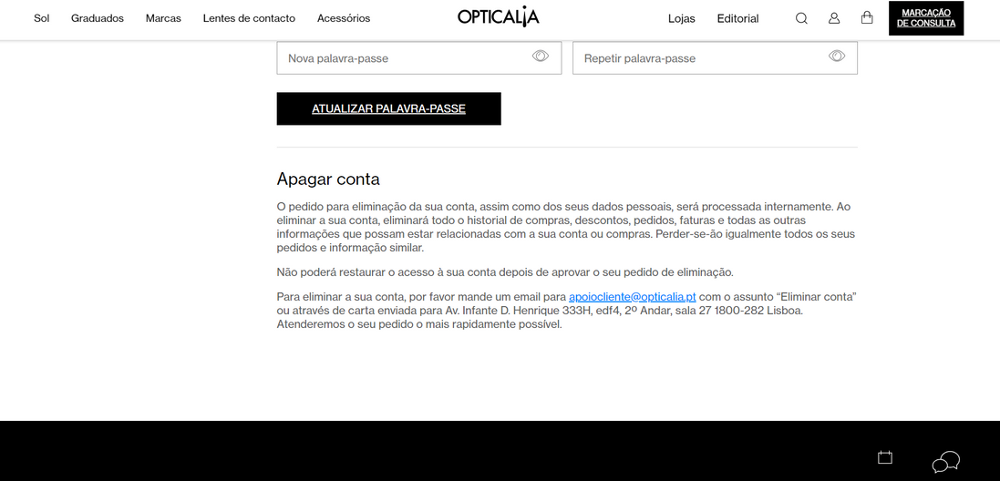 Sol Graduados Marcas Lentes de contacto Acessórios OPTICALIA Lojas Editorial MARCAÇÃO
DE CONSULTA
Nova palavra-passe Repetir palavra-passe
ATUALIZAR PALAVRA-PASSE
Apagar conta
O pedido para eliminação da sua conta, assim como dos seus dados pessoais, será processada internamente. Ao
eliminar a sua conta, eliminará todo o historial de compras, descontos, pedidos, faturas e todas as outras
informações que possam estar relacionadas com a sua conta ou compras. Perder-se-ão igualmente todos os seus
pedidos e informação similar.
Não poderá restaurar o acesso à sua conta depois de aprovar o seu pedido de eliminação.
Para eliminar a sua conta, por favor mande um email para apoiocliente@opticalia.pt com o assunto “Eliminar conta”
ou através de carta enviada para Av. Infante D. Henrique 333H, edf4, 2º Andar, sala 27 1800-282 Lisboa.
Atenderemos o seu pedido o mais rapidamente possível.